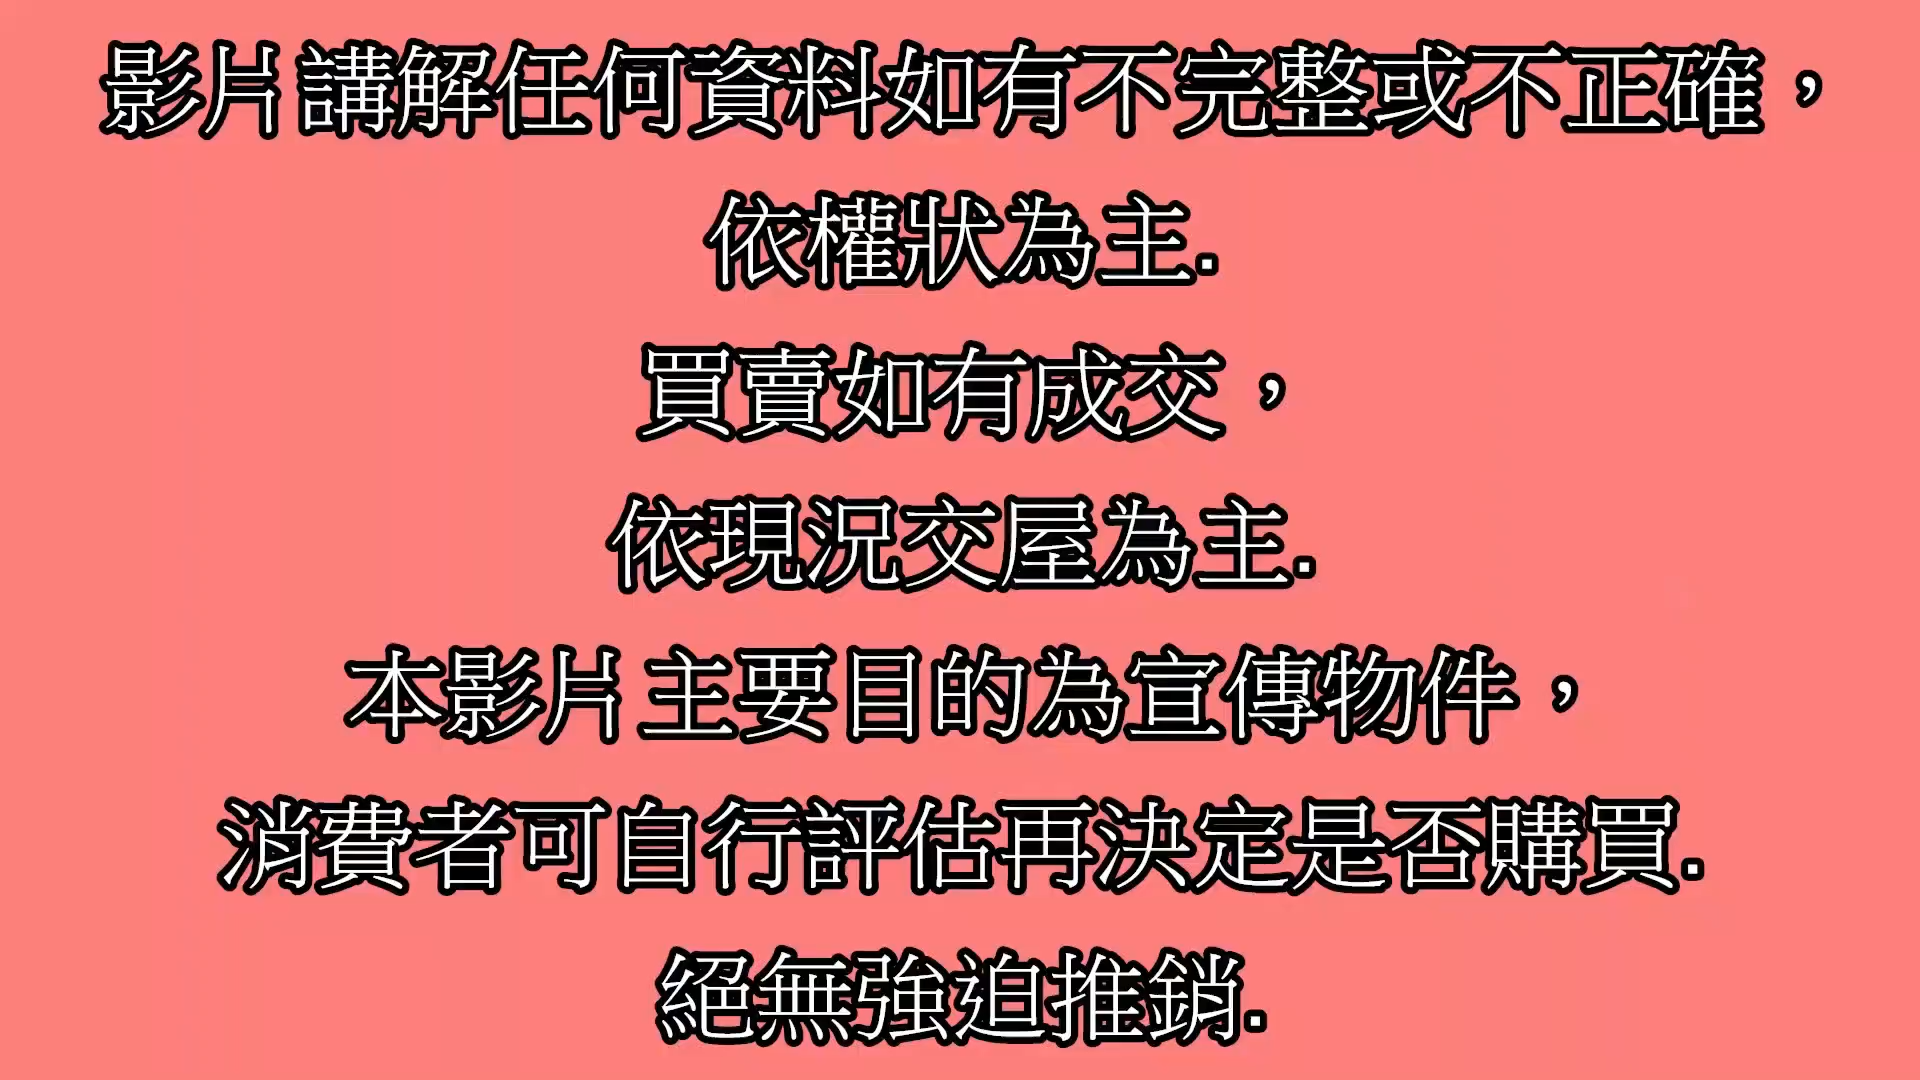 影片講解任何資料如有不完整或不正確，
依權狀為主.
買賣如有成交，
依現況交屋為主.
本影片主要目的為宣傳物件，
消費者可自行評估再決定是否購買.
絕無強迫推銷.